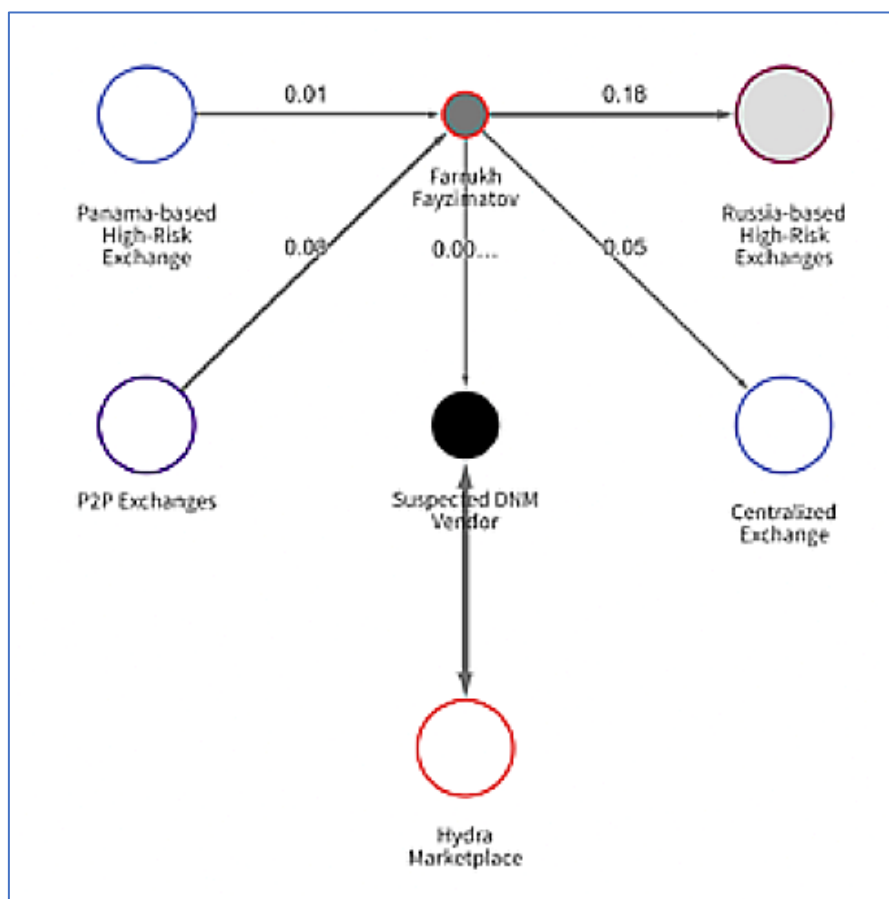 0.01
0.18
Farrukh
Fayzimatov
Panama-based
High-Risk
Exchange
Russia-based
High-Risk
Exchanges
0.08
0.00...
0.05
P2P Exchanges
Suspected DNM
Vendor
Centralized
Exchange
Hydra
Marketplace